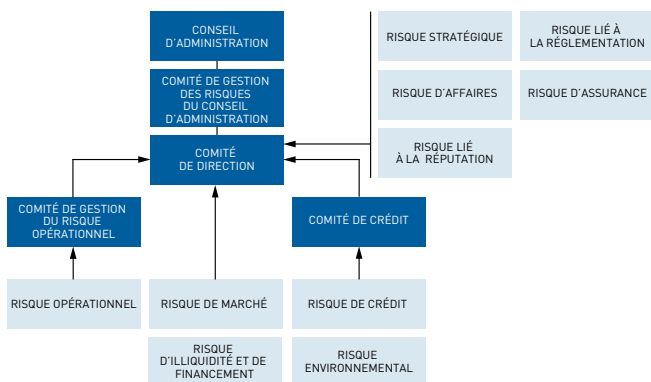 CONSEIL
D'ADMINISTRATION
COMITÉ DE GESTION
DES RISQUES
DU CONSEIL
D'ADMINISTRATION
COMITÉ
DE DIRECTION
RISQUE STRATÉGIQUE
RISQUE LIÉ À
LA RÉGLEMENTATION
RISQUE D'AFFAIRES
RISQUE D'ASSURANCE
RISQUE LIÉ
À LA RÉPUTATION
COMITÉ DE GESTION
DU RISQUE
OPÉRATIONNEL
COMITÉ DE CRÉDIT
RISQUE OPÉRATIONNEL
RISQUE DE MARCHÉ
RISQUE DE CRÉDIT
RISQUE
D'ILLIQUIDITÉ ET DE
FINANCEMENT
RISQUE
ENVIRONNEMENTAL